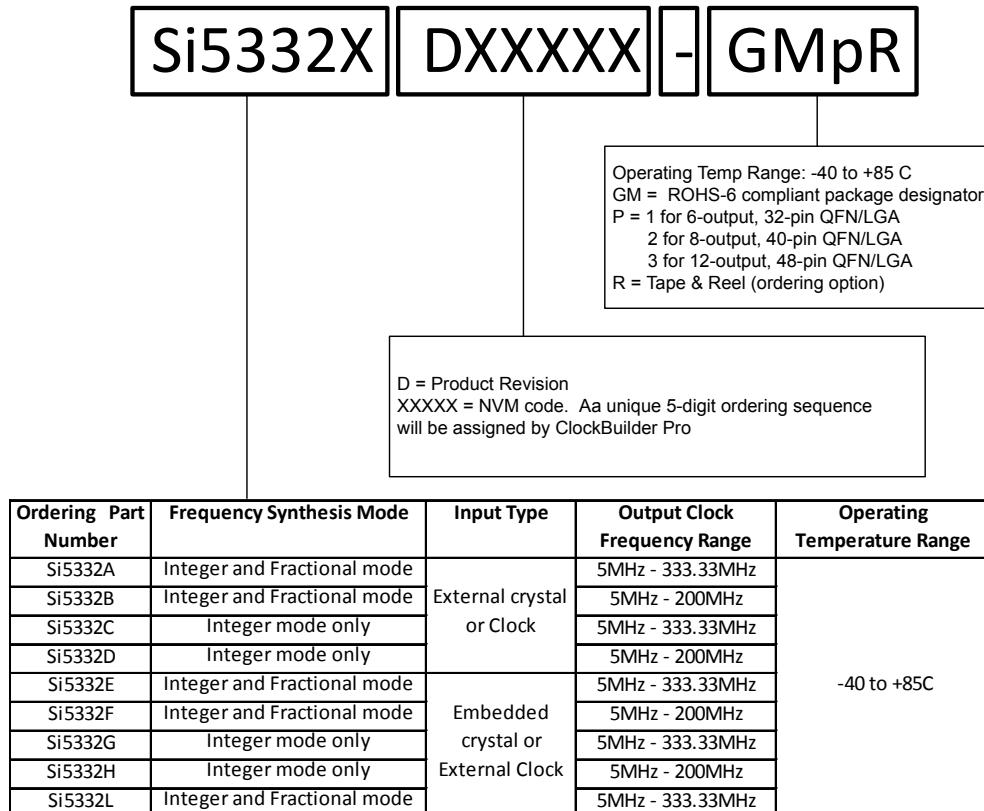 Si5332X DXXXXX - GMpR
Operating Temp Range: -40 to +85 C
GM = ROHS-6 compliant package designator
P = 1 for 6-output, 32-pin QFN/LGA
2 for 8-output, 40-pin QFN/LGA
3 for 12-output, 48-pin QFN/LGA
R = Tape & Reel (ordering option)
D = Product Revision
XXXXX = NVM code. Aa unique 5-digit ordering sequence
will be assigned by ClockBuilder Pro
Ordering Part Number Frequency Synthesis Mode Input Type Output Clock Frequency Range Operating Temperature Range
Si5332A Integer and Fractional mode External crystal or Clock 5MHz - 333.33MHz -40 to +85C
Si5332B Integer and Fractional mode 5MHz - 200MHz
Si5332C Integer mode only 5MHz - 333.33MHz
Si5332D Integer mode only 5MHz - 200MHz
Si5332E Integer and Fractional mode Embedded crystal or External Clock 5MHz - 333.33MHz
Si5332F Integer and Fractional mode 5MHz - 200MHz
Si5332G Integer mode only 5MHz - 333.33MHz
Si5332H Integer mode only 5MHz - 200MHz
Si5332L Integer and Fractional mode 5MHz - 333.33MHz